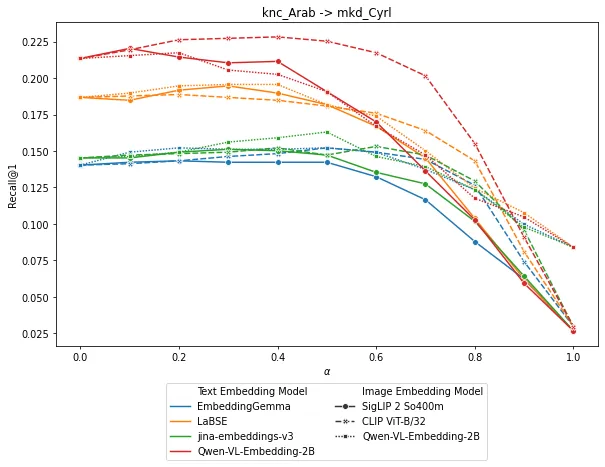 knc_Arab -> mkd_Cyrl
Recall@1
0.225
0.200
0.175
0.150
0.125
0.100
0.075
0.050
0.025
0.0 0.2 0.4 0.6 0.8 1.0
α
Text Embedding Model Image Embedding Model
EmbeddingGemma SigLIP 2 So400m
LaBSE CLIP ViT-B/32
jina-embeddings-v3 Qwen-VL-Embedding-2B
Qwen-VL-Embedding-2B